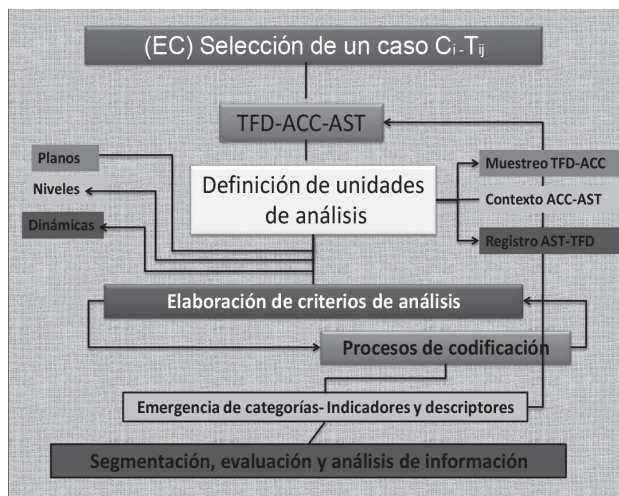 (EC) Selección de un caso Ci - Tij
TFD-ACC-AST
Planos
Niveles
Dinámicas
Definición de unidades
de análisis
Muestreo TFD-ACC
Contexto ACC-AST
Registro AST-TFD
Elaboración de criterios de análisis
Procesos de codificación
Emergencia de categorías- Indicadores y descriptores
Segmentación, evaluación y análisis de información